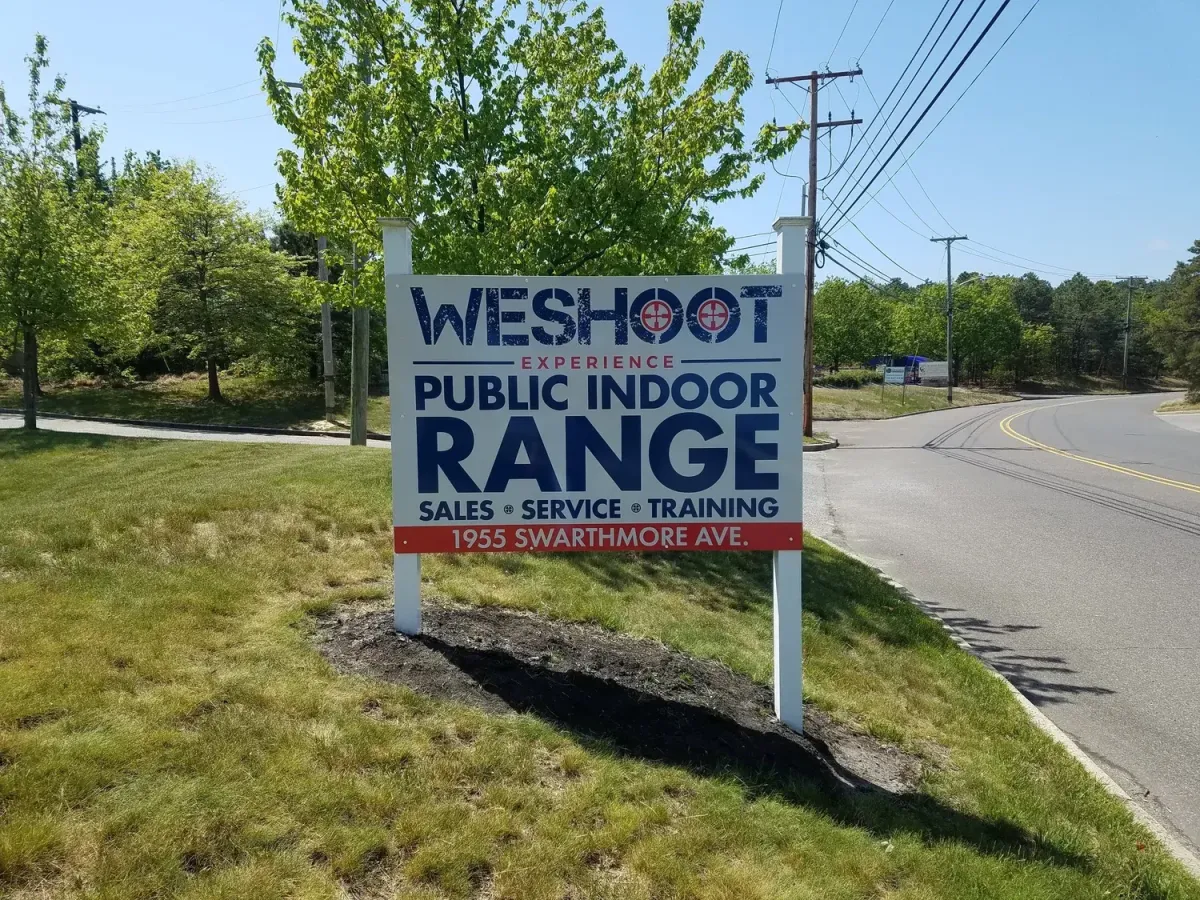 WESHOOT
EXPERIENCE
PUBLIC INDOOR
RANGE
SALES • SERVICE • TRAINING
1955 SWARTHMORE AVE.